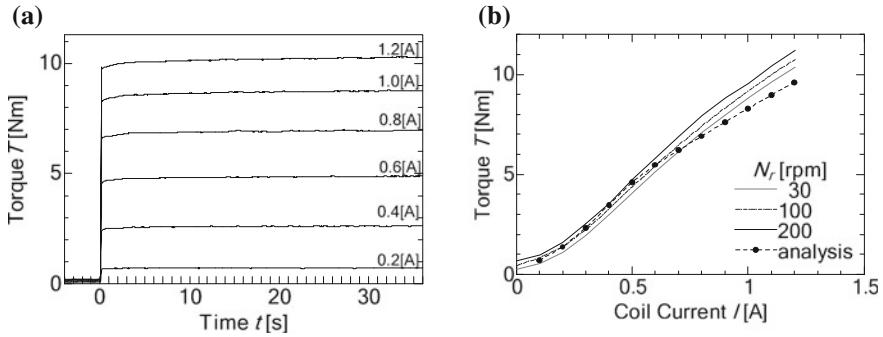 (a)
10
5
0
Torque T [Nm]
1.2[A]
1.0[A]
0.8[A]
0.6[A]
0.4[A]
0.2[A]
0 10 20 30
Time t [s]
(b)
10
5
0
Torque T [Nm]
N_r [rpm]
30
100
200
analysis
0 0.5 1 1.5
Coil Current I [A]